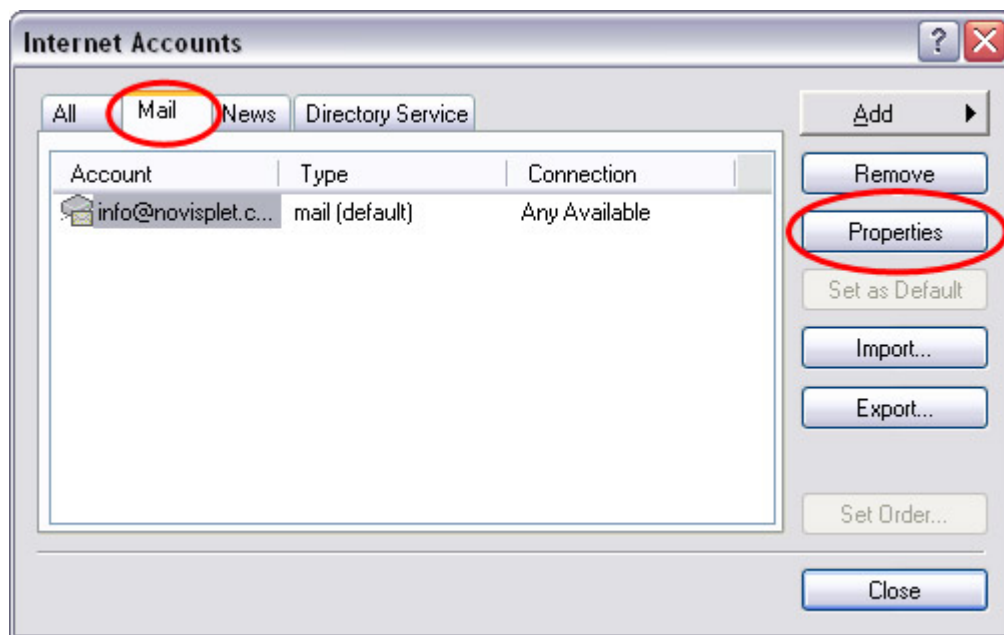 Internet Accounts
All Mail News Directory Service
Account Type Connection
info@novisplet.c... mail (default) Any Available
Add
Remove
Properties
Set as Default
Import...
Export...
Set Order...
Close